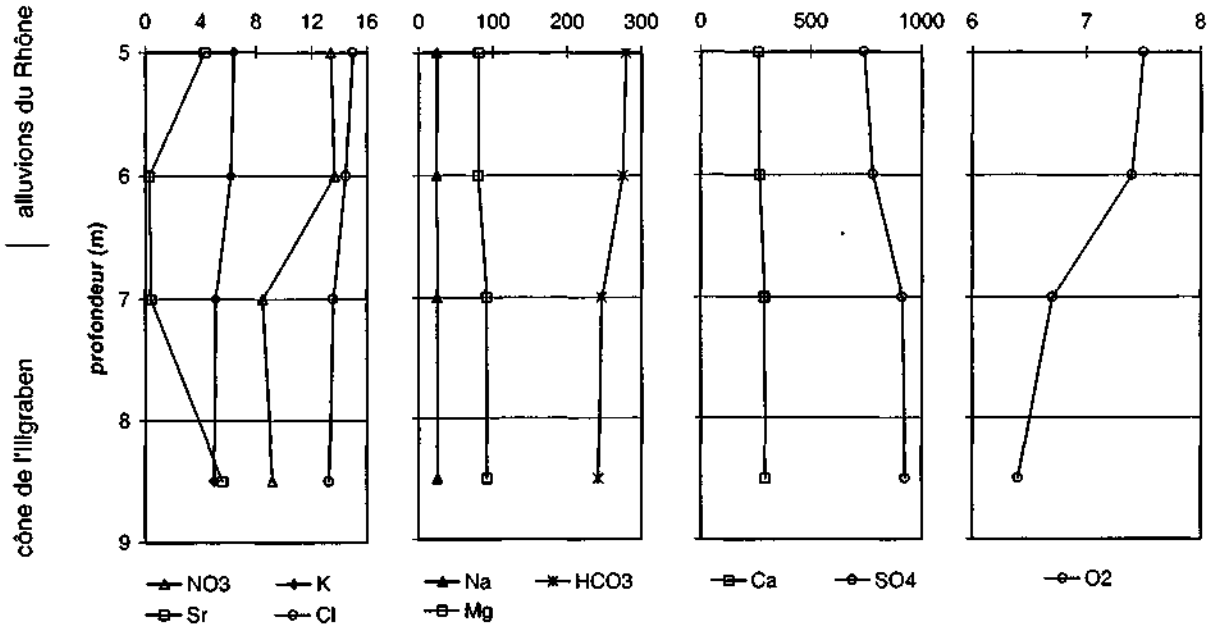 0 4 8 12 16
0 100 200 300
0 500 1000
6 7 8
alluvions du Rhône
cône de l'Illgraben
profondeur (m)
5
6
7
8
9
NO3 K
Sr Cl
Na HCO3
Mg
Ca SO4
O2